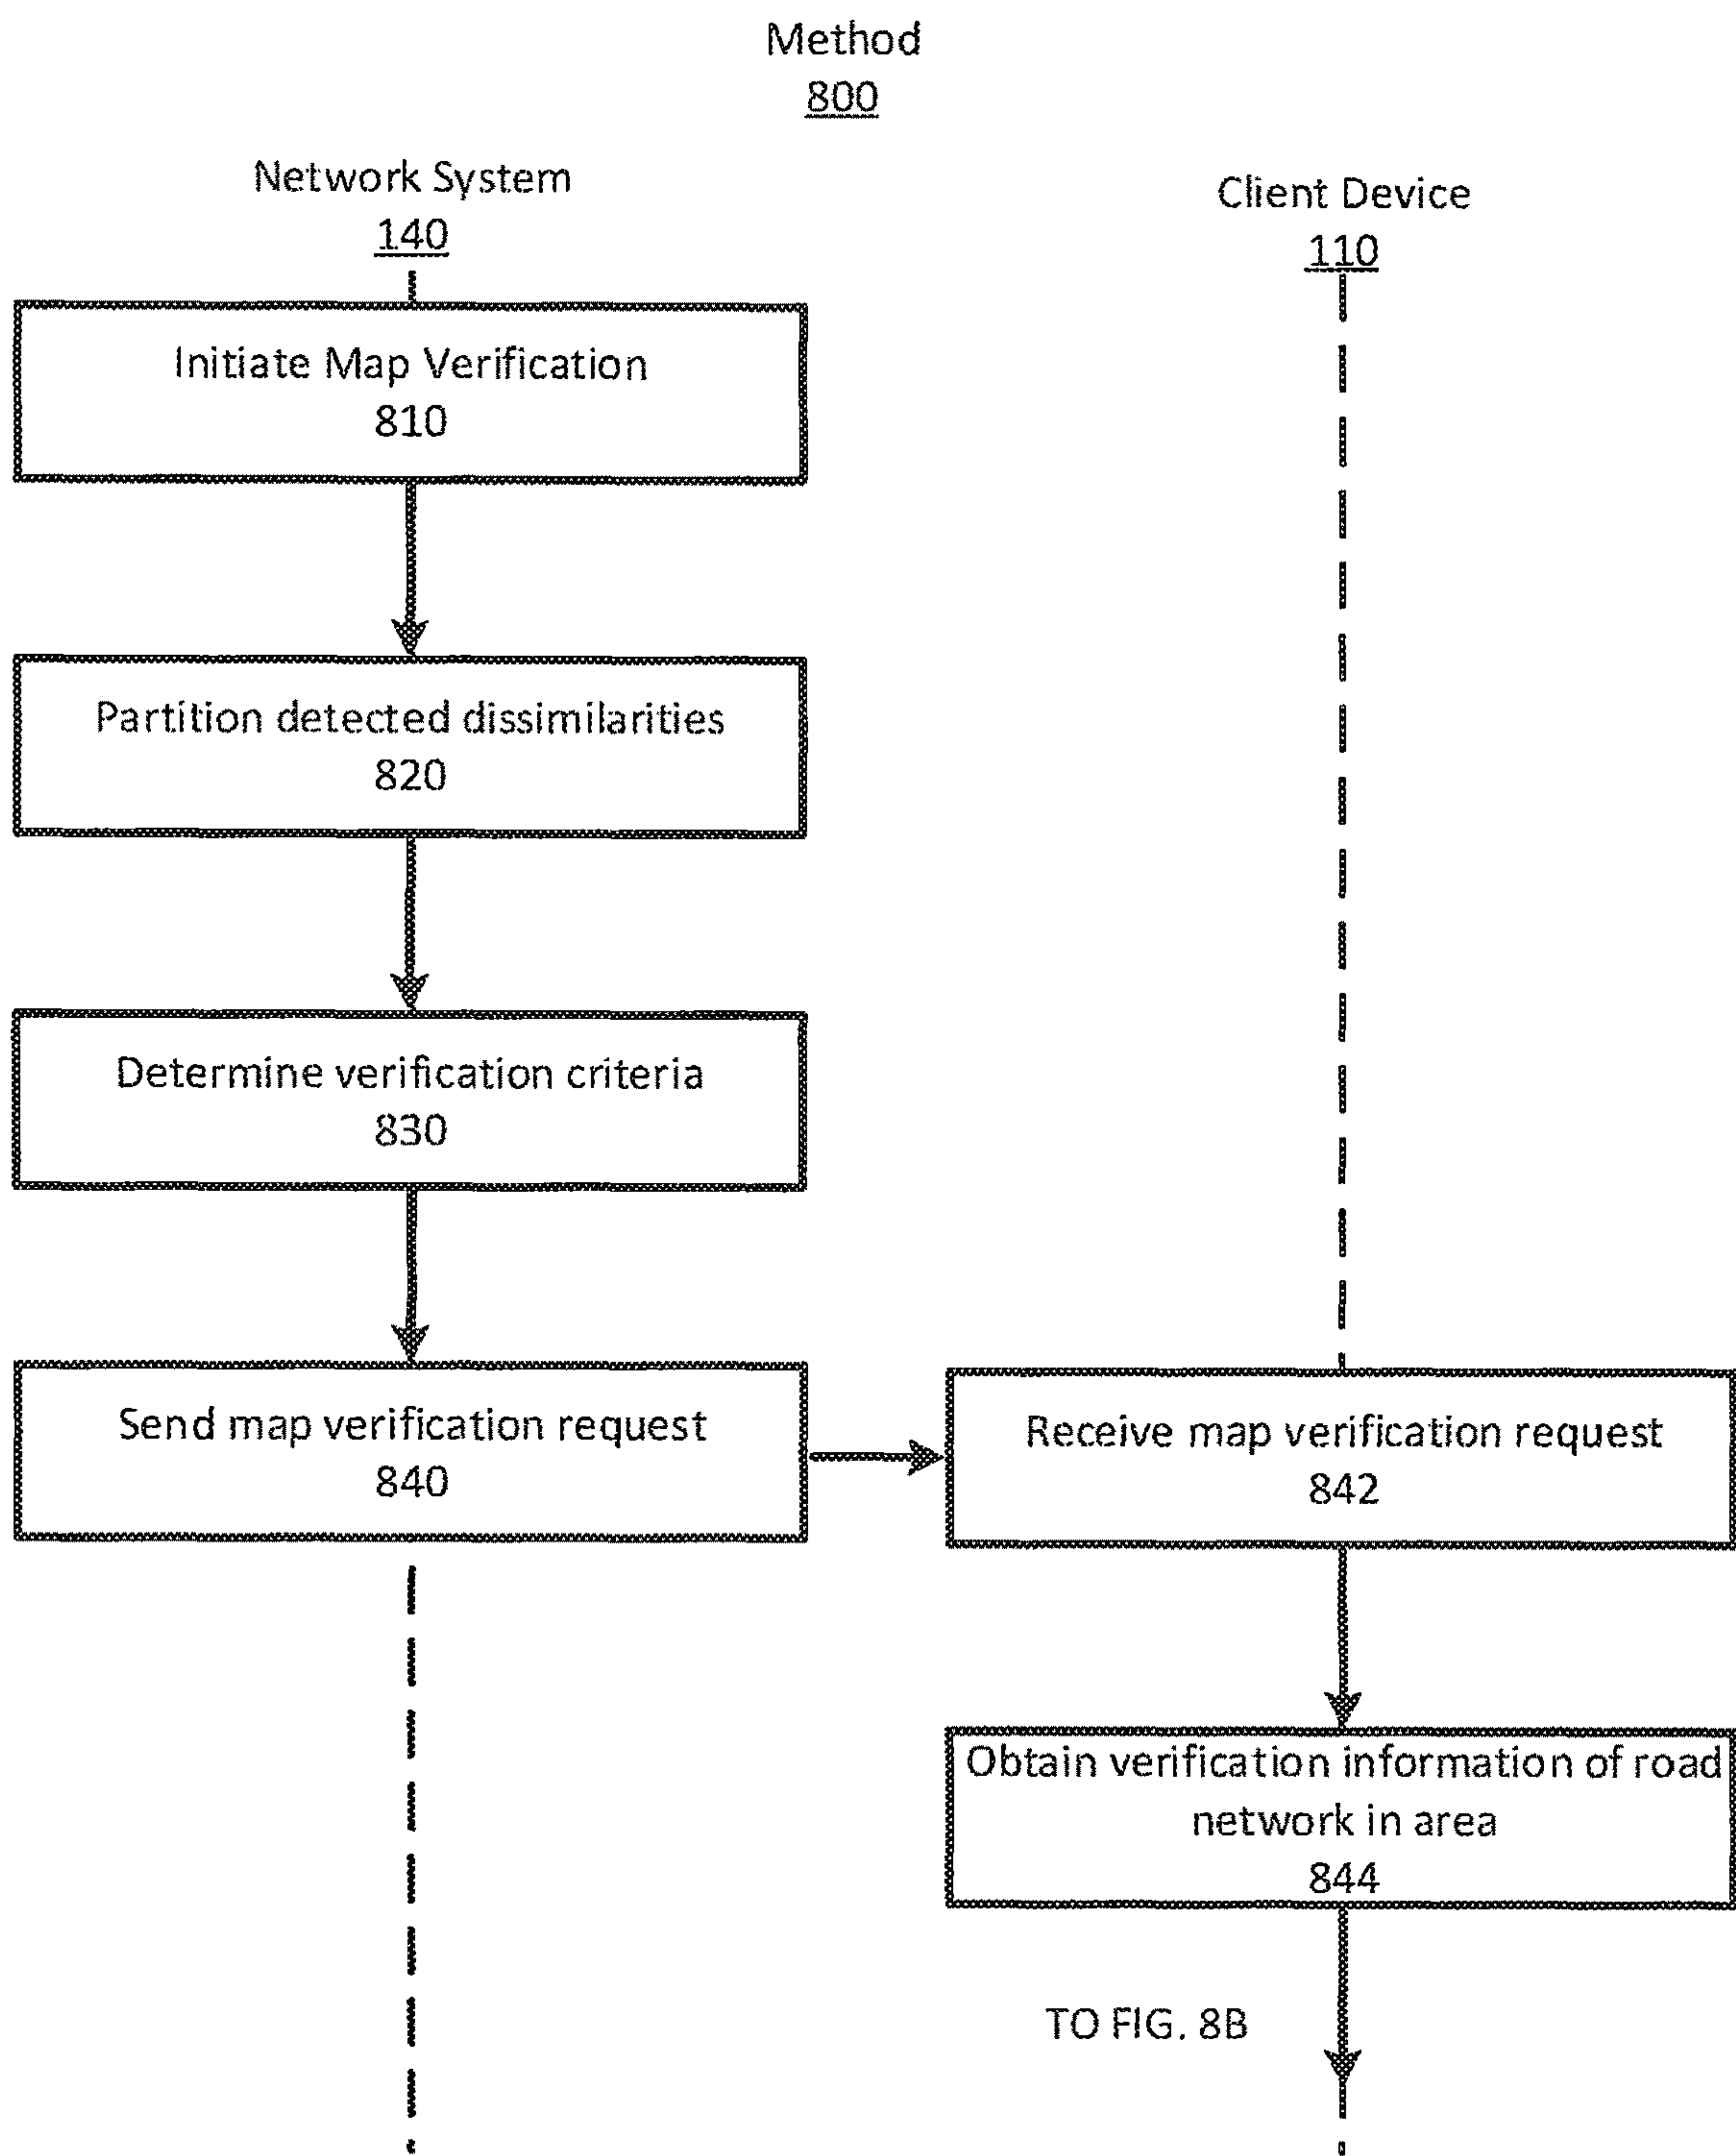 Method
800
Network System
140
Client Device
110
Initiate Map Verification
810
Partition detected dissimilarities
820
Determine verification criteria
830
Send map verification request
840
Receive map verification request
842
Obtain verification information of road
network in area
844
TO FIG. 8B